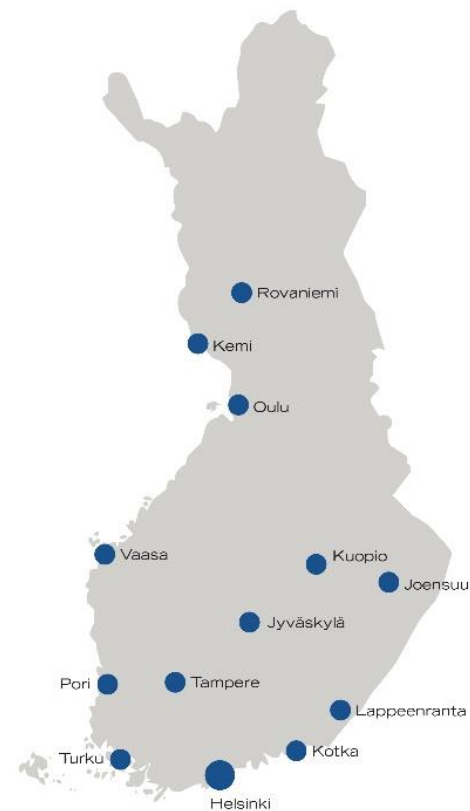 Rovaniemi
Kemi
Oulu
Vaasa
Kuopio
Joensuu
Jyväskylä
Pori
Tampere
Lappeenranta
Turku
Kotka
Helsinki